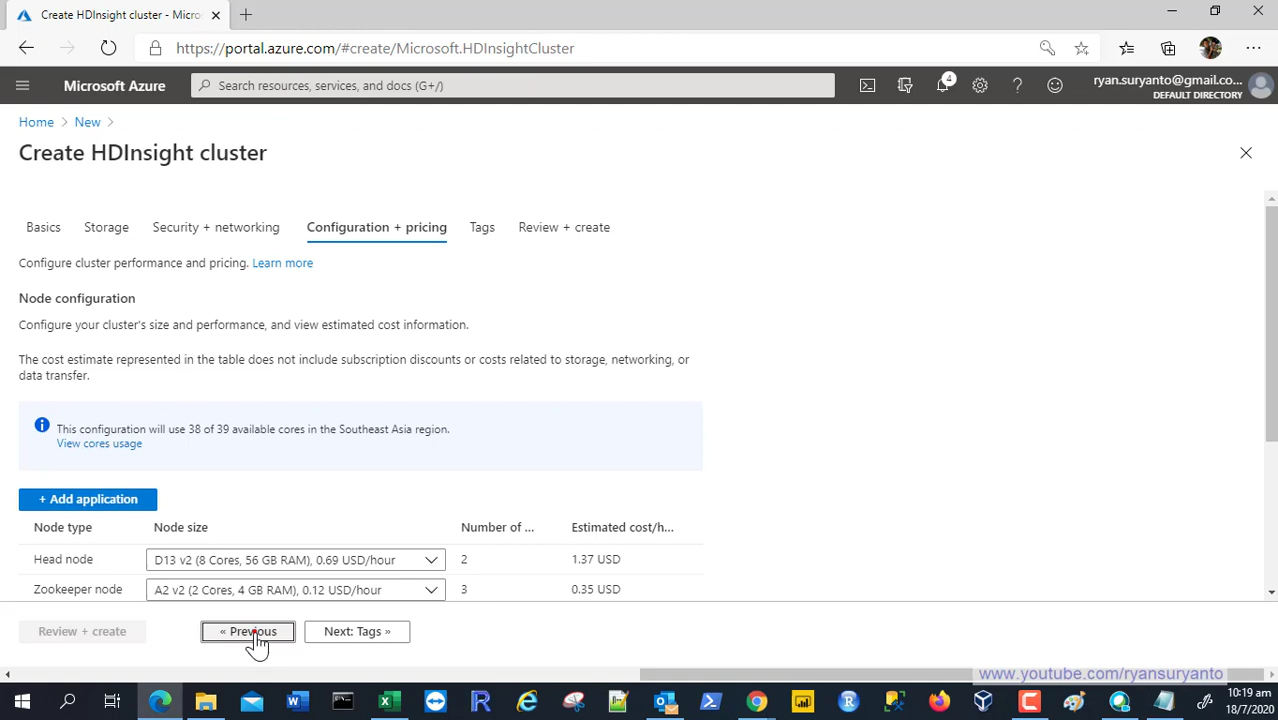 Create HDInsight cluster - Micro
https://portal.azure.com/#create/Microsoft.HDInsightCluster
Microsoft Azure
Search resources, services, and docs (G+/)
4
ryan.suryanto@gmail.co...
DEFAULT DIRECTORY
Home > New >
Create HDInsight cluster
Basics Storage Security + networking Configuration + pricing Tags Review + create
Configure cluster performance and pricing. Learn more
Node configuration
Configure your cluster's size and performance, and view estimated cost information.
The cost estimate represented in the table does not include subscription discounts or costs related to storage, networking, or
data transfer.
This configuration will use 38 of 39 available cores in the Southeast Asia region.
View cores usage
+ Add application
Node type Node size Number of ... Estimated cost/h...
Head node D13 v2 (8 Cores, 56 GB RAM), 0.69 USD/hour 2 1.37 USD
Zookeeper node A2 v2 (2 Cores, 4 GB RAM), 0.12 USD/hour 3 0.35 USD
Review + create « Previous Next: Tags »
www.youtube.com/ryansuryanto
10:19 am
18/7/2020